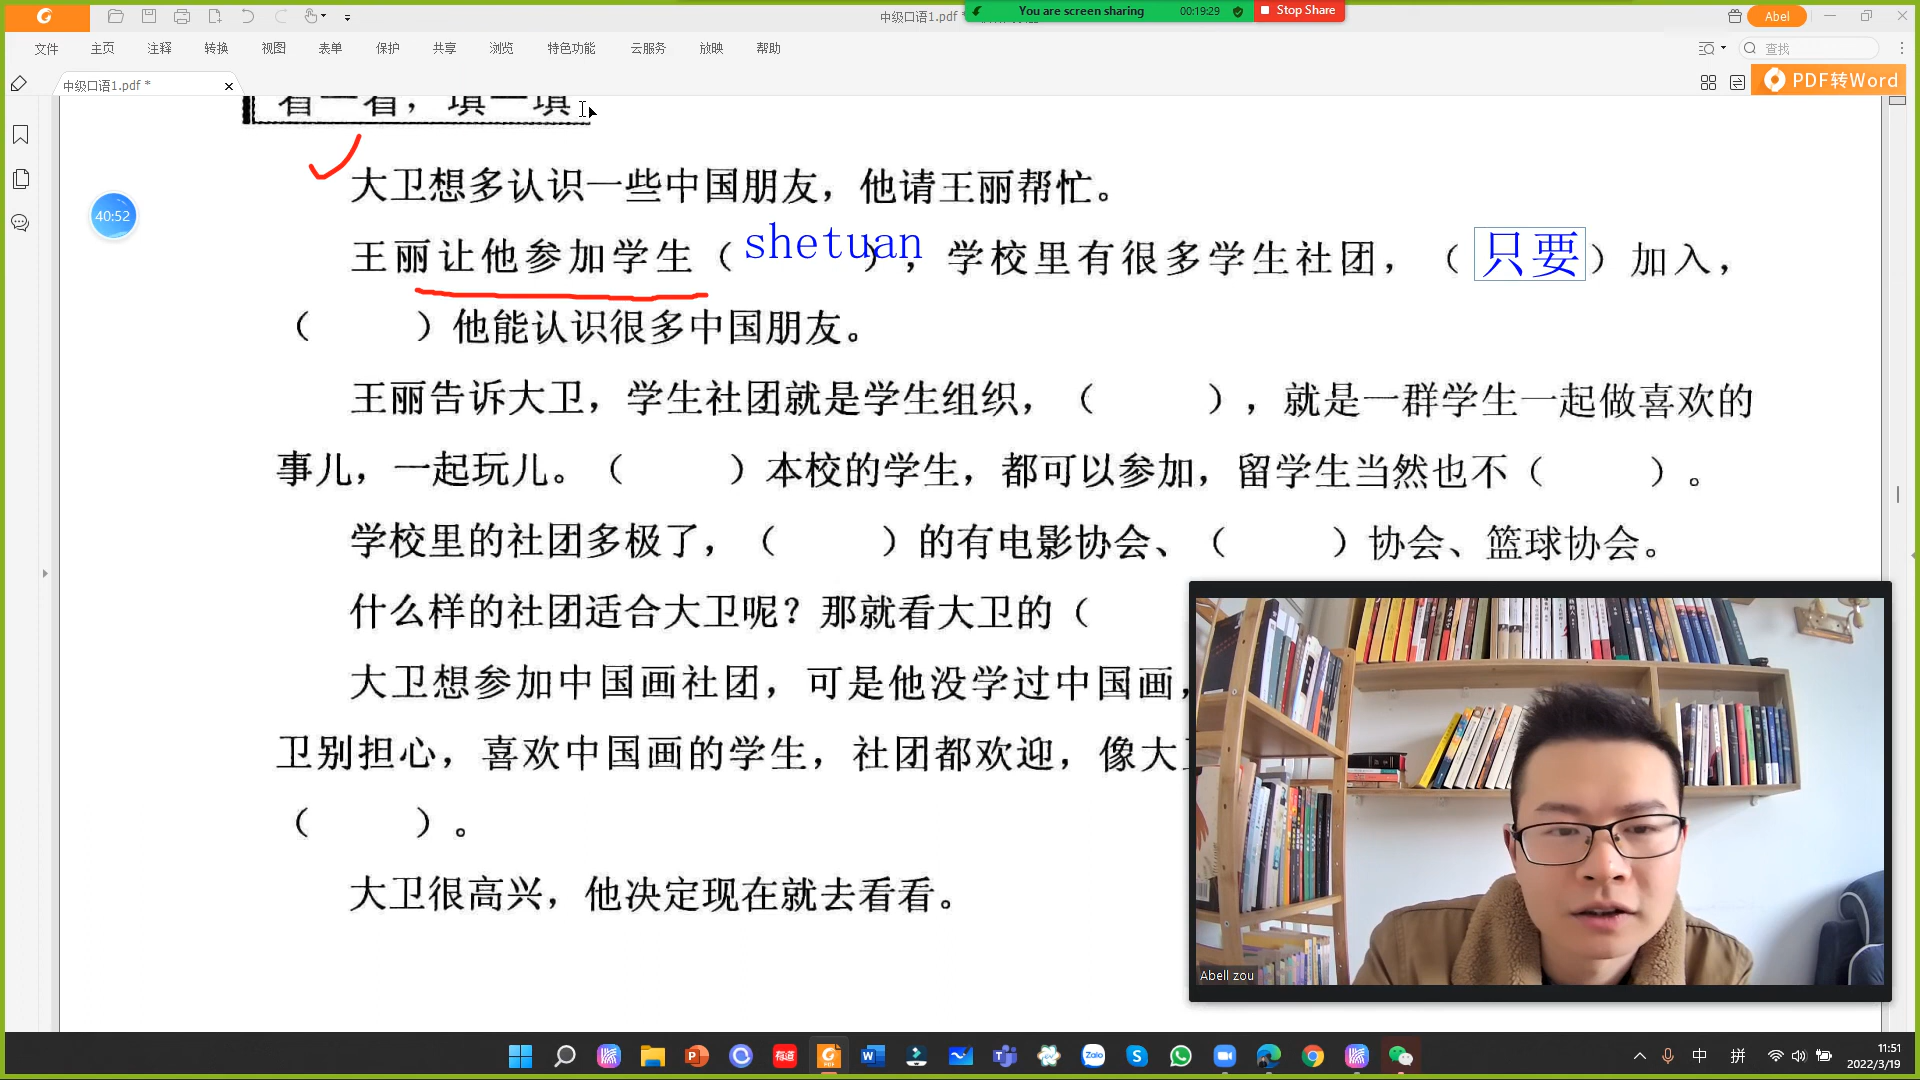 中级口语1.pdf *
You are screen sharing
00:19:29
Stop Share
Abel
文件 主页 注释 转换 视图 表单 保护 共享 浏览 特色功能 云服务 放映 帮助
查找
中级口语1.pdf *
PDF转Word
看一看，填一填
40:52
大卫想多认识一些中国朋友，他请王丽帮忙。
王丽让他参加学生（shetuan），学校里有很多学生社团，（只要）加入，
（ ）他能认识很多中国朋友。
王丽告诉大卫，学生社团就是学生组织，（ ），就是一群学生一起做喜欢的
事儿，一起玩儿。（ ）本校的学生，都可以参加，留学生当然也不（ ）。
学校里的社团多极了，（ ）的有电影协会、（ ）协会、篮球协会。
什么样的社团适合大卫呢？那就看大卫的（
大卫想参加中国画社团，可是他没学过中国画，
卫别担心，喜欢中国画的学生，社团都欢迎，像大
（ ）。
大卫很高兴，他决定现在就去看看。
Abell zou
有道
Zalo
中
拼
11:51
2022/3/19